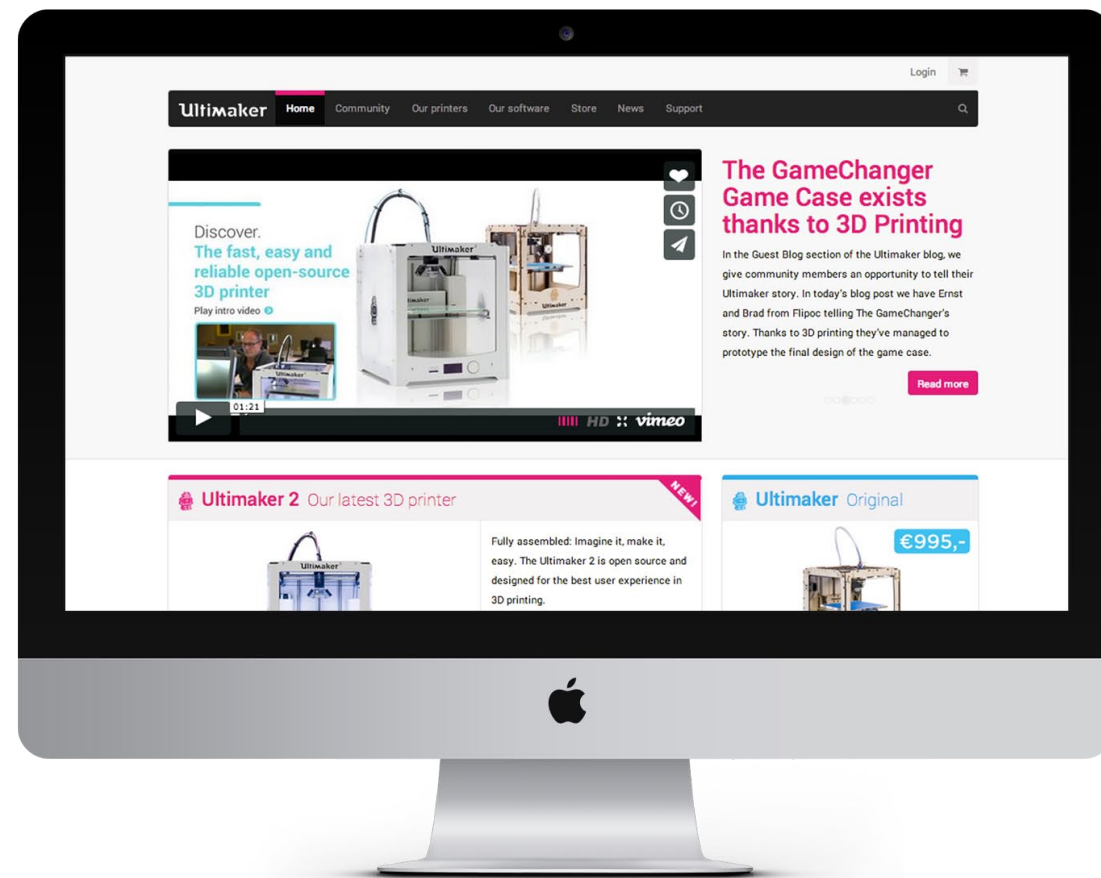 Login
Ultimaker Home Community Our printers Our software Store News Support
Discover.
The fast, easy and
reliable open-source
3D printer
Play intro video
Ultimaker
Ultimaker
Ultimaker
01:21
HD vimeo
The GameChanger
Game Case exists
thanks to 3D Printing
In the Guest Blog section of the Ultimaker blog, we
give community members an opportunity to tell their
Ultimaker story. In today's blog post we have Ernst
and Brad from Flipoc telling The GameChanger's
story. Thanks to 3D printing they've managed to
prototype the final design of the game case.
Read more
Ultimaker 2 Our latest 3D printer
NEW!
Ultimaker
Fully assembled: Imagine it, make it,
easy. The Ultimaker 2 is open source and
designed for the best user experience in
3D printing.
Ultimaker Original
€995,-